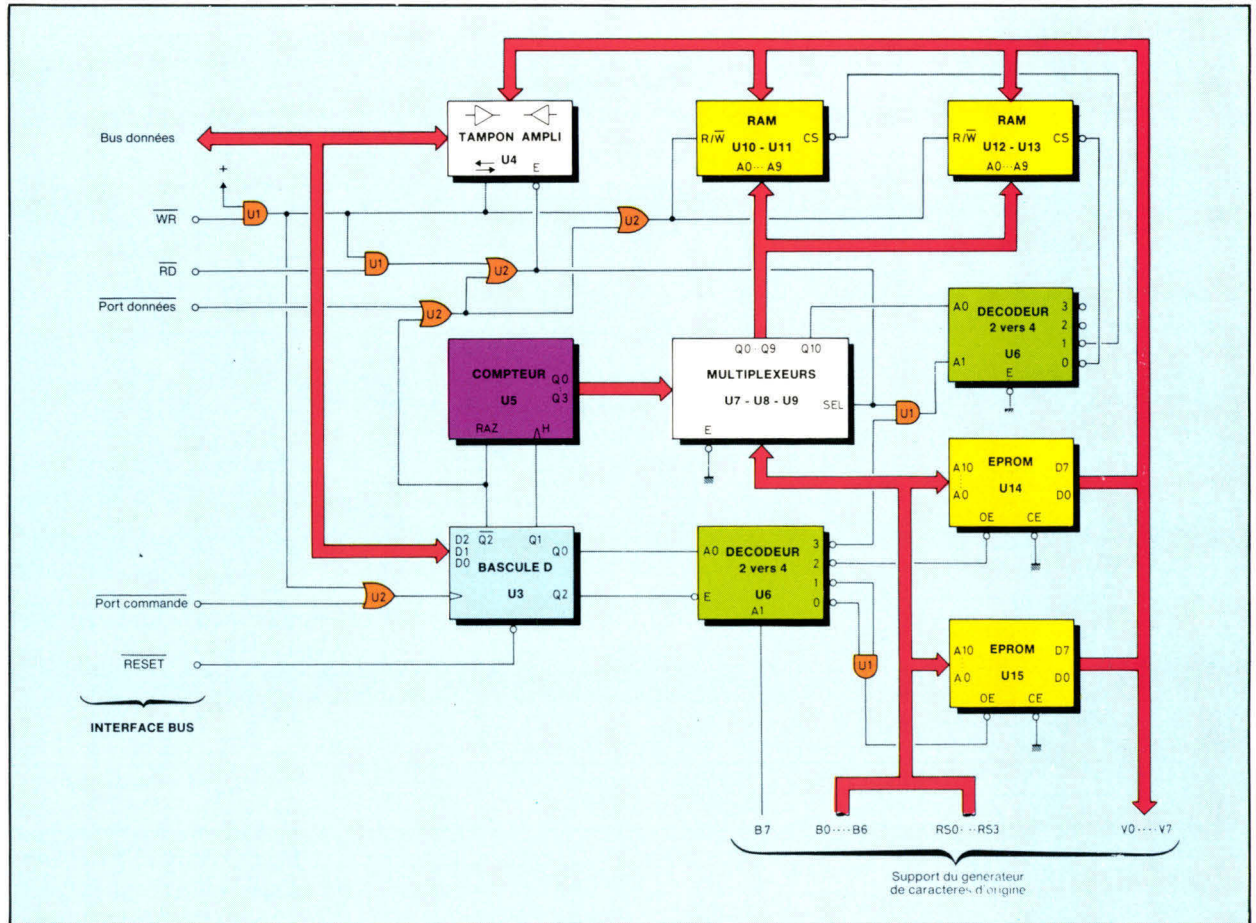 Bus données
+
WR
RD
Port données
Port commande
RESET
INTERFACE BUS
U1
U1
U2
U2
U2
U2
TAMPON AMPLI
U4
E
RAM
U10 - U11
R/W
CS
A0···A9
RAM
U12 - U13
R/W
CS
A0···A9
COMPTEUR
U5
Q0
Q3
RAZ
H
Q0···Q9
Q10
MULTIPLEXEURS
U7 - U8 - U9
SEL
E
U1
DECODEUR
2 vers 4
U6
A0
A1
E
3
2
1
0
D2
D1
D0
Q2
Q1
Q0
BASCULE D
U3
Q2
DECODEUR
2 vers 4
U6
A0
E
A1
3
2
1
0
U1
EPROM
U14
A10
A0
D7
D0
OE
CE
EPROM
U15
A10
A0
D7
D0
OE
CE
B7
B0····B6
RS0····RS3
V0····V7
Support du generateur
de caracteres d'origine